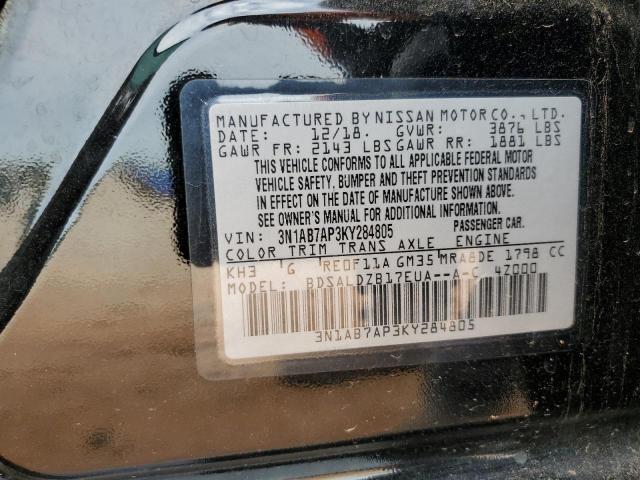 MANUFACTURED BY NISSAN MOTOR CO., LTD.
DATE: 12/18. GVWR: 3876 LBS
GAWR FR: 2143 LBS GAWR RR: 1881 LBS
THIS VEHICLE CONFORMS TO ALL APPLICABLE FEDERAL MOTOR
VEHICLE SAFETY, BUMPER AND THEFT PREVENTION STANDARDS
IN EFFECT ON THE DATE OF MANUFACTURE SHOWN ABOVE.
SEE OWNER'S MANUAL FOR ADDITIONAL INFORMATION.
VIN: 3N1AB7AP3KY284805 PASSENGER CAR.
COLOR TRIM TRANS AXLE ENGINE
KH3 G RE0F11A GM35 MRA8DE 1798 CC
MODEL: BDSALDZB17EUA--A-C 4Z000
3N1AB7AP3KY284805